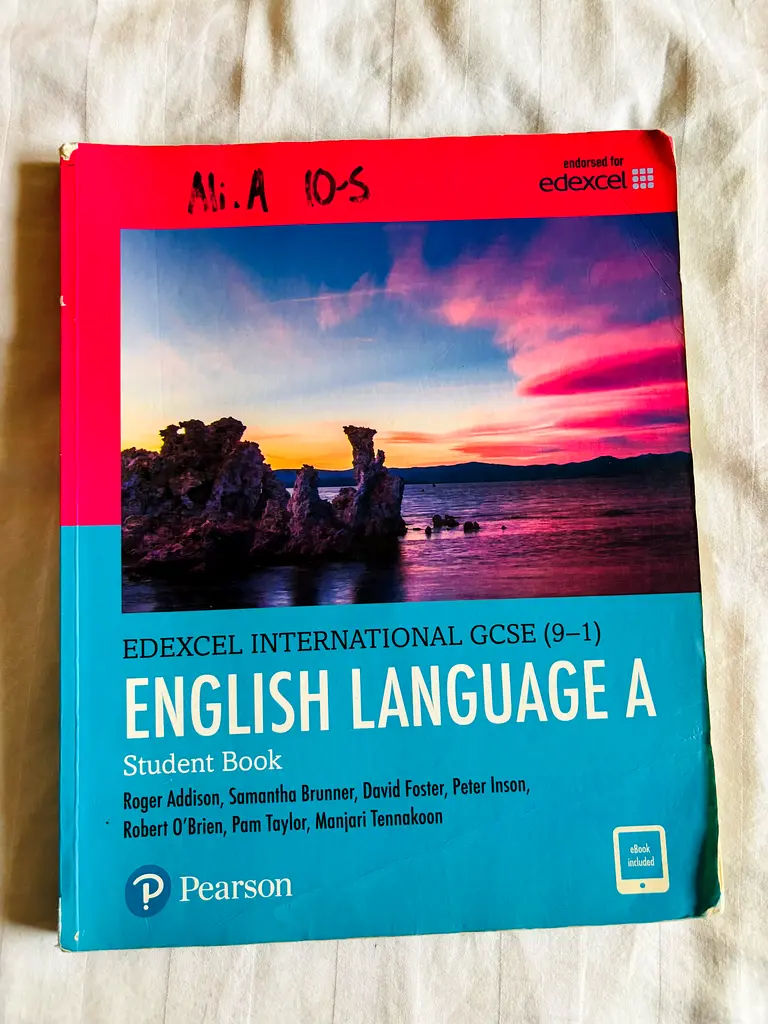 Ali.A 10-S
endorsed for
edexcel
EDEXCEL INTERNATIONAL GCSE (9–1)
ENGLISH LANGUAGE A
Student Book
Roger Addison, Samantha Brunner, David Foster, Peter Inson,
Robert O'Brien, Pam Taylor, Manjari Tennakoon
eBook
included
P Pearson